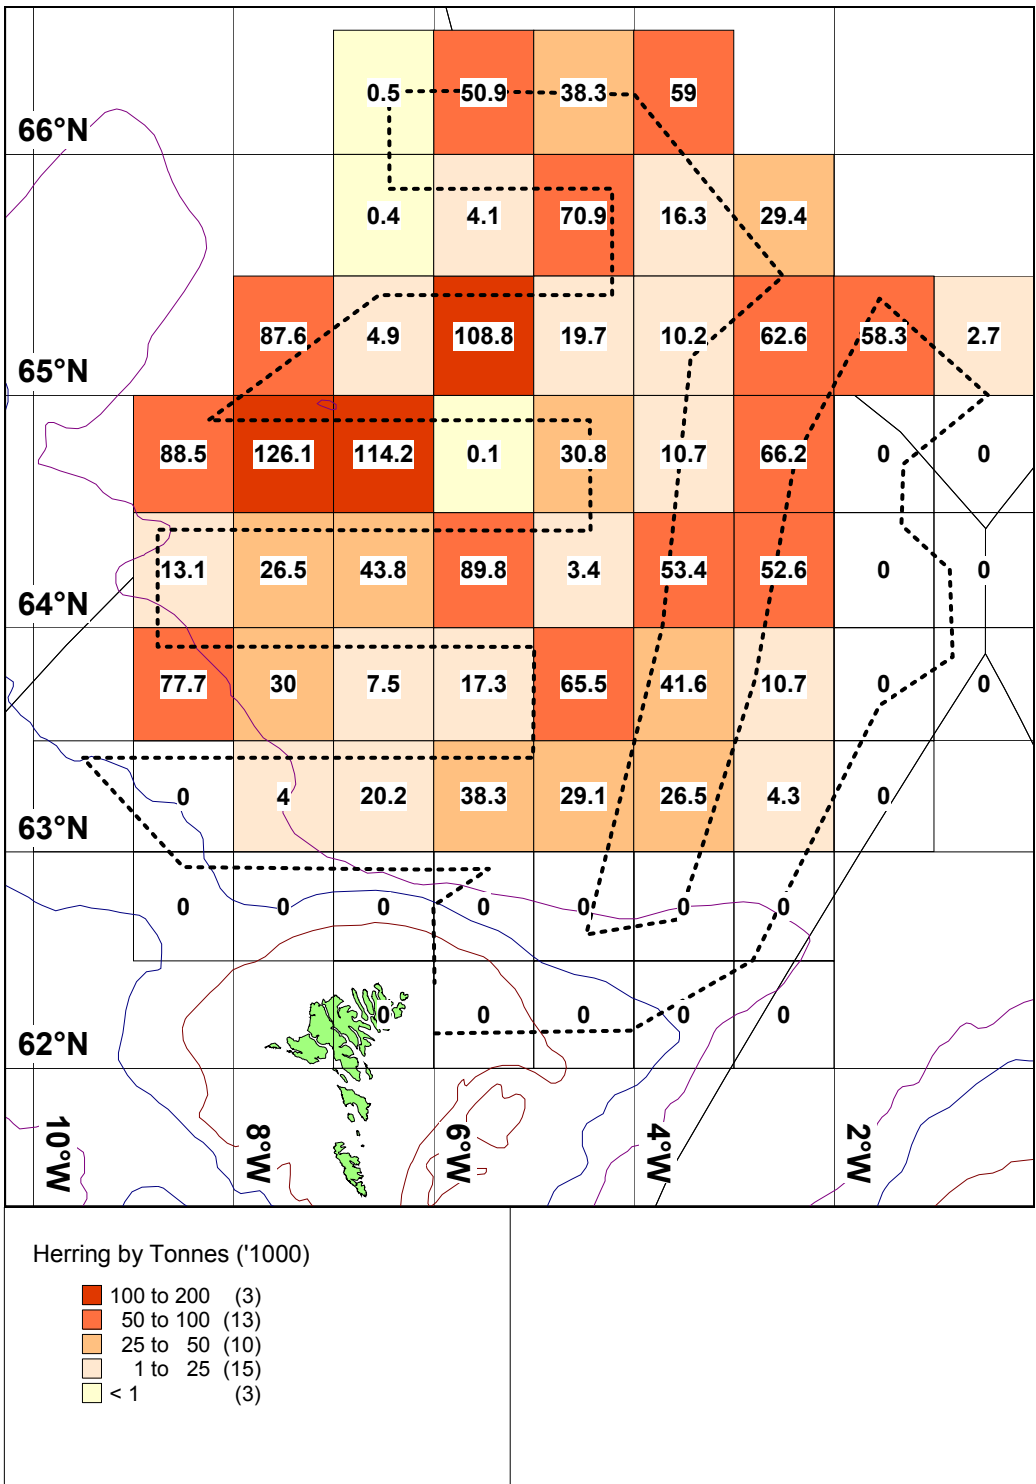 0.5 50.9 38.3 59
66°N
0.4 4.1 70.9 16.3 29.4
87.6 4.9 108.8 19.7 10.2 62.6 58.3 2.7
65°N
88.5 126.1 114.2 0.1 30.8 10.7 66.2 0 0
13.1 26.5 43.8 89.8 3.4 53.4 52.6 0 0
64°N
77.7 30 7.5 17.3 65.5 41.6 10.7 0 0
0 4 20.2 38.3 29.1 26.5 4.3 0
63°N
0 0 0 0 0 0 0
0 0 0 0 0
62°N
10°W 8°W 6°W 4°W 2°W
Herring by Tonnes ('1000)
100 to 200 (3)
50 to 100 (13)
25 to 50 (10)
1 to 25 (15)
< 1 (3)